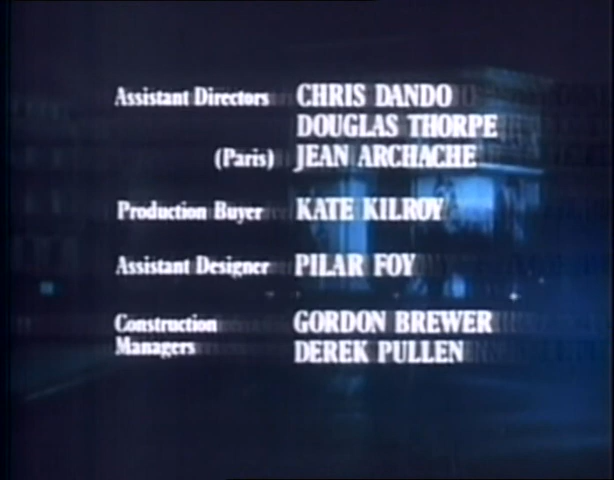 Assistant Directors CHRIS DANDO
DOUGLAS THORPE
(Paris) JEAN ARCHACHE
Production Buyer KATE KILROY
Assistant Designer PILAR FOY
Construction GORDON BREWER
Managers DEREK PULLEN